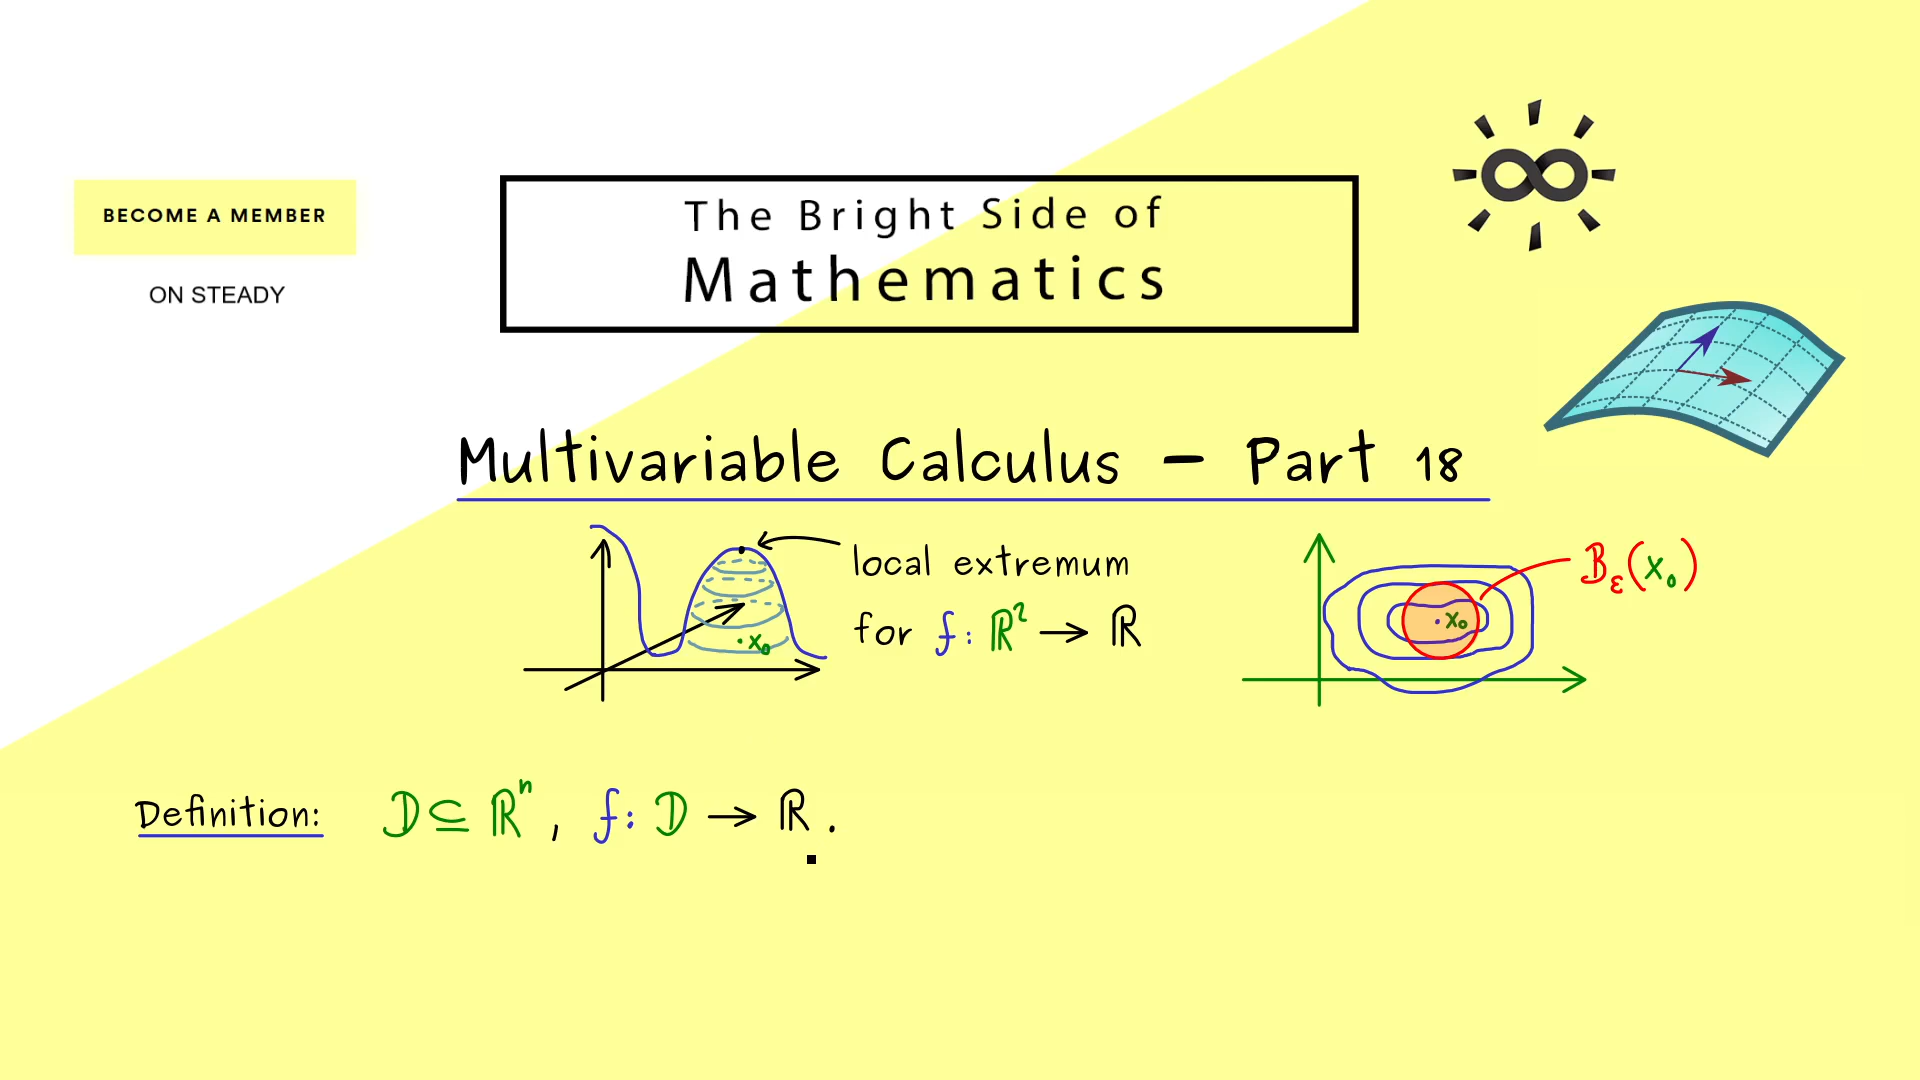 BECOME A MEMBER
ON STEADY
The Bright Side of
Mathematics
Multivariable Calculus – Part 18
local extremum
for f: ℝ² → ℝ
x₀
B_ε(x₀)
x₀
Definition: D ⊆ ℝⁿ, f: D → ℝ.